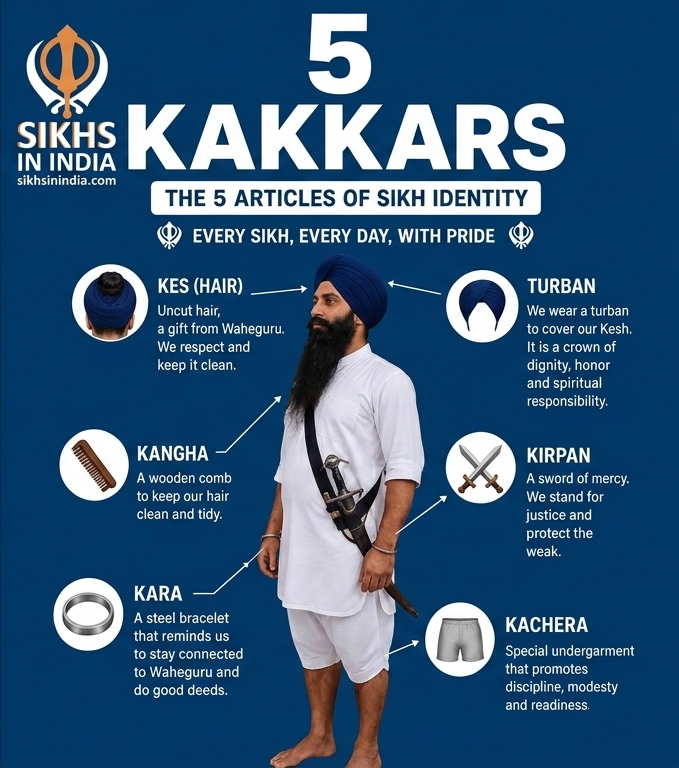 SIKHS
IN INDIA
sikhsinindia.com
5
KAKKARS
THE 5 ARTICLES OF SIKH IDENTITY
EVERY SIKH, EVERY DAY, WITH PRIDE
KES (HAIR)
Uncut hair,
a gift from Waheguru.
We respect and
keep it clean.
TURBAN
We wear a turban
to cover our Kesh.
It is a crown of
dignity, honor
and spiritual
responsibility.
KANGHA
A wooden comb
to keep our hair
clean and tidy.
KIRPAN
A sword of mercy.
We stand for
justice and
protect the
weak.
KARA
A steel bracelet
that reminds us
to stay connected
to Waheguru and
do good deeds.
KACHERA
Special undergarment
that promotes
discipline, modesty
and readiness.